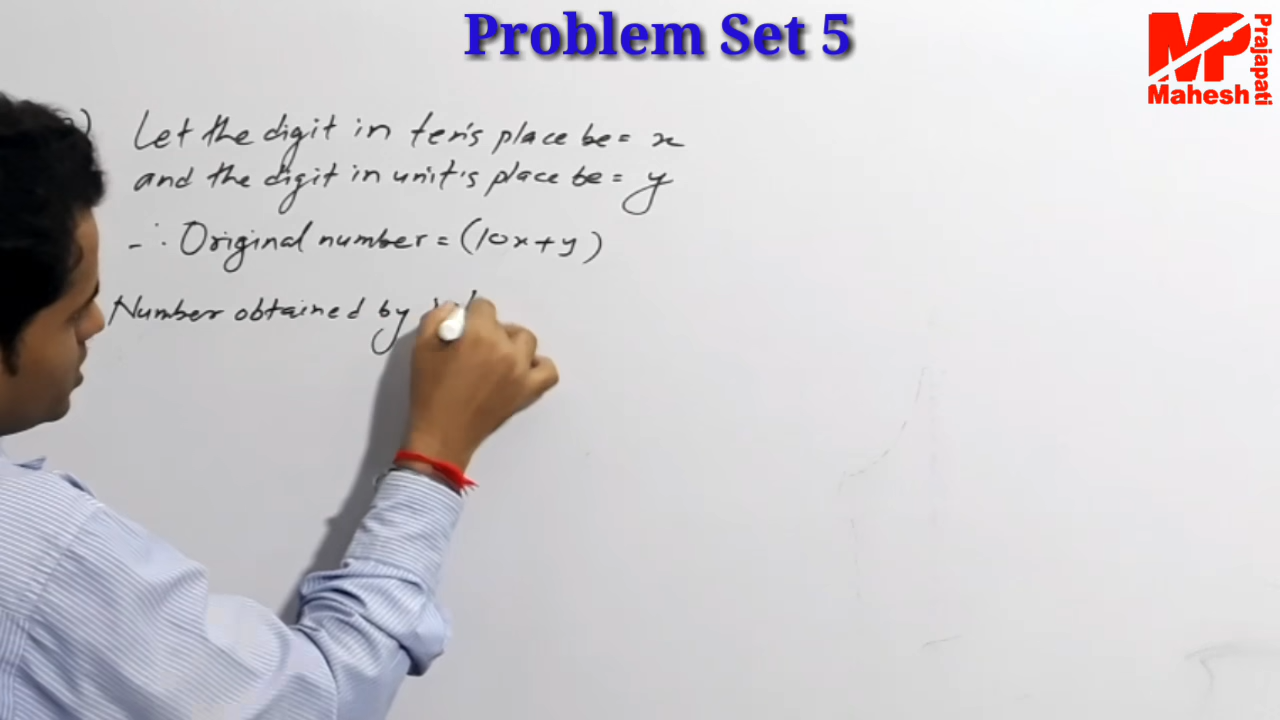 Problem Set 5
MP
Mahesh
Prajapati
Let the digit in ten's place be = x
and the digit in unit's place be = y
∴ Original number = (10x+y)
Number obtained by